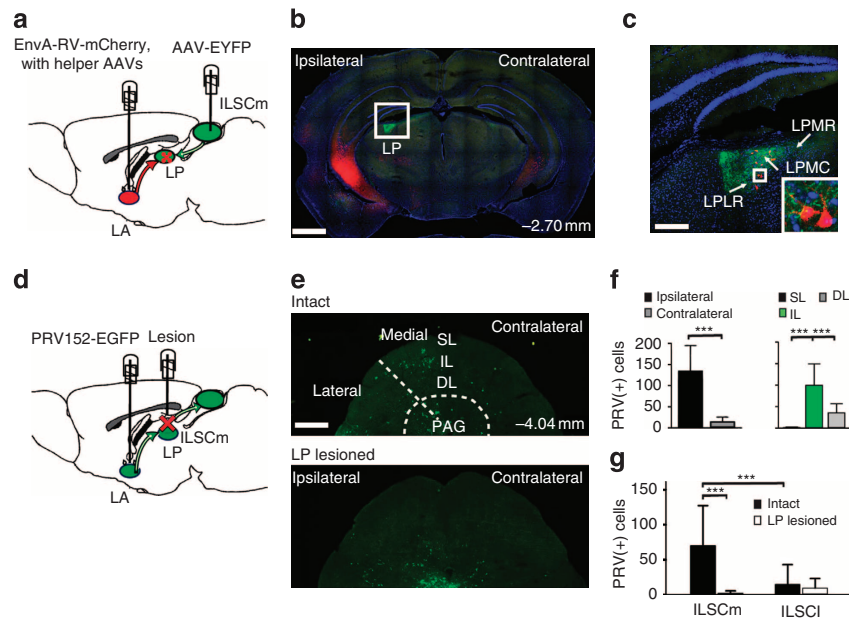 a
EnvA-RV-mCherry,
with helper AAVs
AAV-EYFP
ILSCm
LP
LA
b
Ipsilateral
Contralateral
LP
–2.70 mm
c
LPMR
LPMC
LPLR
d
PRV152-EGFP
Lesion
ILSCm
LP
LA
e
Intact
Medial
SL
Contralateral
IL
Lateral
DL
PAG
–4.04 mm
LP lesioned
Ipsilateral
Contralateral
f
Ipsilateral
Contralateral
SL
DL
IL
PRV(+) cells
200
150
100
50
0
***
*** ***
g
PRV(+) cells
150
100
50
0
***
***
Intact
LP lesioned
ILSCm
ILSCl